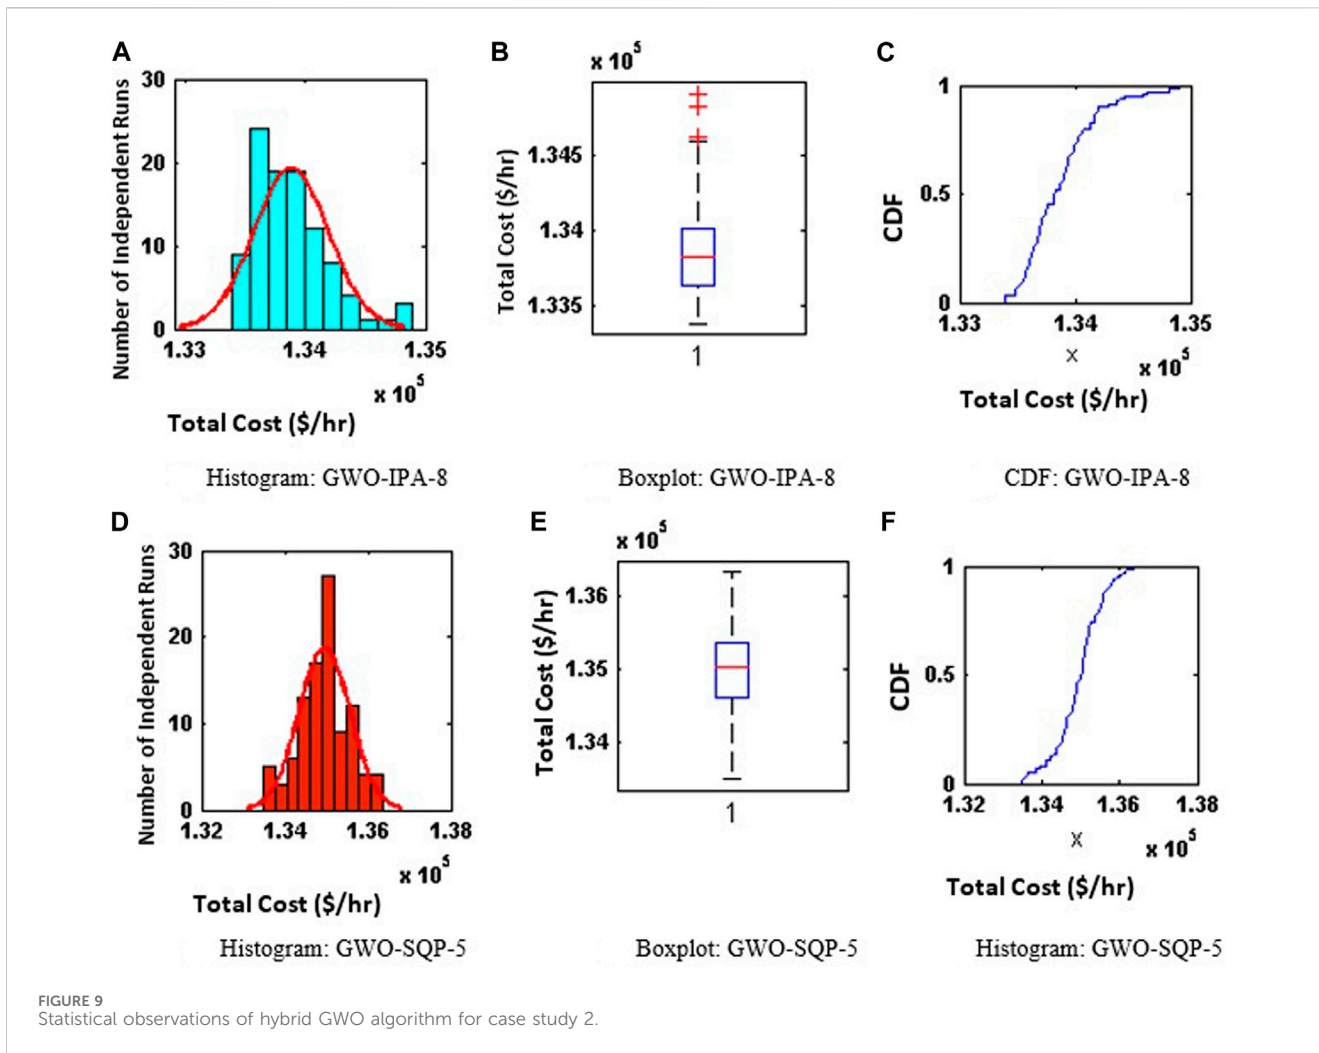 A
Number of Independent Runs
30
20
10
0
1.33
1.34
1.35
x 10^5
Total Cost ($/hr)
Histogram: GWO-IPA-8
B
x 10^5
Total Cost ($/hr)
1.345
1.34
1.335
1
Boxplot: GWO-IPA-8
C
CDF
1
0.5
0
1.33
1.34
1.35
x
x 10^5
Total Cost ($/hr)
CDF: GWO-IPA-8
D
Number of Independent Runs
30
20
10
0
1.32
1.34
1.36
1.38
x 10^5
Total Cost ($/hr)
Histogram: GWO-SQP-5
E
x 10^5
Total Cost ($/hr)
1.36
1.35
1.34
1
Boxplot: GWO-SQP-5
F
CDF
1
0.5
0
1.32
1.34
1.36
1.38
x
x 10^5
Total Cost ($/hr)
Histogram: GWO-SQP-5
FIGURE 9
Statistical observations of hybrid GWO algorithm for case study 2.